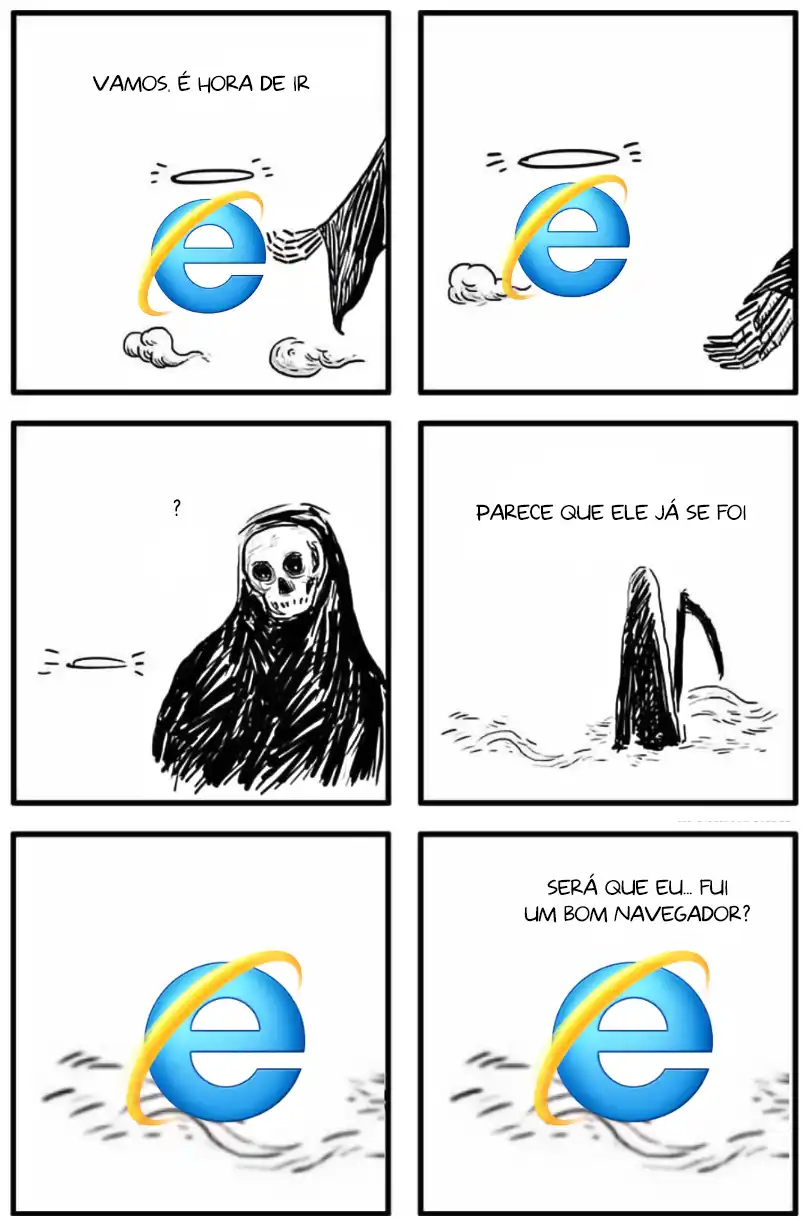 VAMOS, É HORA DE IR
?
PARECE QUE ELE JÁ SE FOI
SERÁ QUE EU... FUI
UM BOM NAVEGADOR?